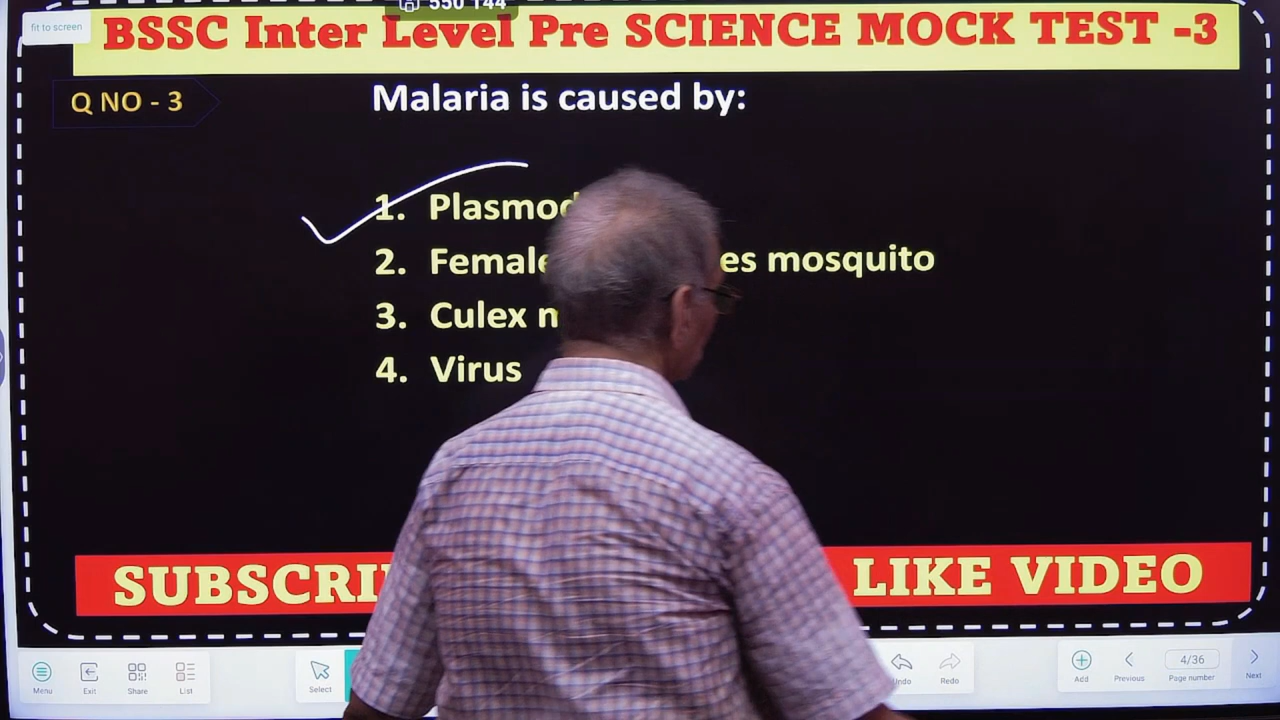 550 144
fit to screen
BSSC Inter Level Pre SCIENCE MOCK TEST -3
Q NO - 3
Malaria is caused by:
1. Plasmod
2. Female es mosquito
3. Culex
4. Virus
SUBSCRI LIKE VIDEO
Menu Exit Share List Select Undo Redo Add Previous 4/36 Page number Next